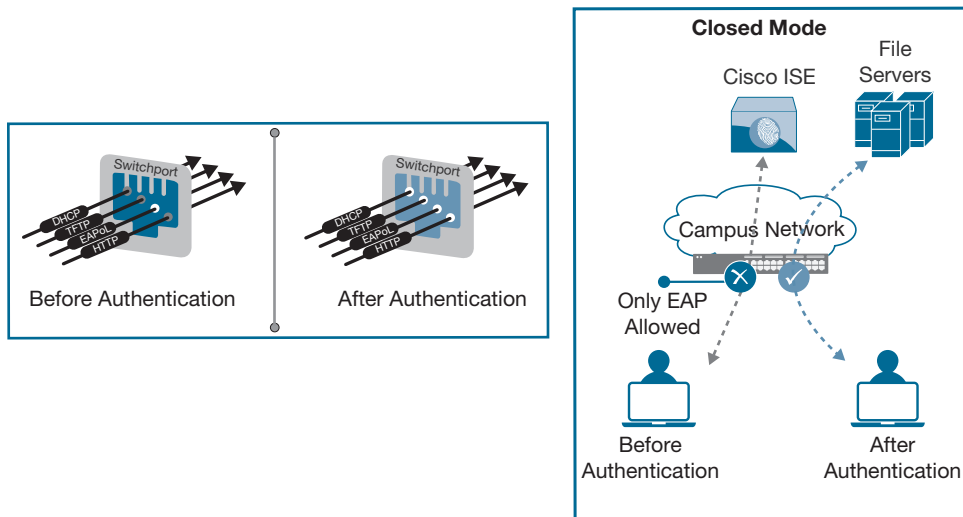 Switchport
DHCP
TFTP
EAPoL
HTTP
Before Authentication
Switchport
DHCP
TFTP
EAPoL
HTTP
After Authentication
Closed Mode
Cisco ISE
File
Servers
Campus Network
Only EAP
Allowed
Before
Authentication
After
Authentication